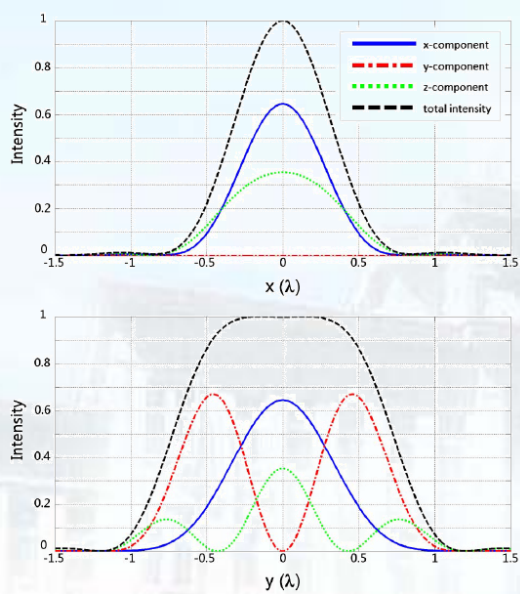 1
0.8
0.6
0.4
0.2
0
Intensity
x-component
y-component
z-component
total intensity
-1.5 -1 -0.5 0 0.5 1 1.5
x (λ)
1
0.8
0.6
0.4
0.2
0
Intensity
-1.5 -1 -0.5 0 0.5 1 1.5
y (λ)